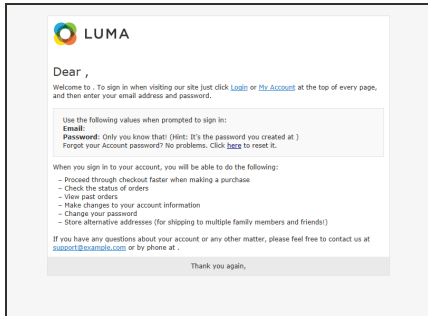 LUMA
Dear ,
Welcome to . To sign in when visiting our site just click Login or My Account at the top of every page,
and then enter your email address and password.
Use the following values when prompted to sign in:
Email:
Password: Only you know that! (Hint: It's the password you created at )
Forgot your Account password? No problems. Click here to reset it.
When you sign in to your account, you will be able to do the following:
– Proceed through checkout faster when making a purchase
– Check the status of orders
– View past orders
– Make changes to your account information
– Change your password
– Store alternative addresses (for shipping to multiple family members and friends!)
If you have any questions about your account or any other matter, please feel free to contact us at
support@example.com or by phone at .
Thank you again,